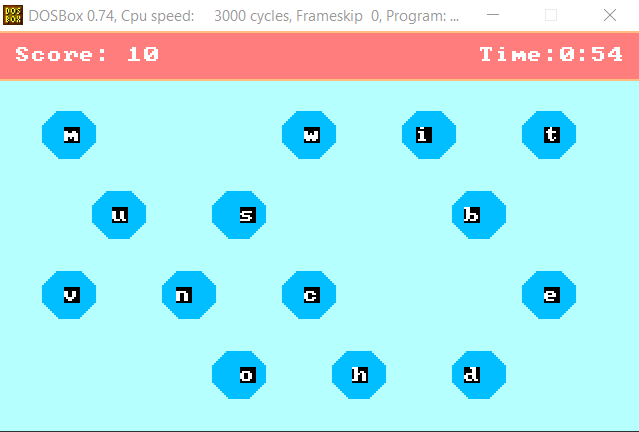 DOS BOX
DOSBox 0.74, Cpu speed: 3000 cycles, Frameskip 0, Program: ...
Score: 10 Time:0:54
m w i t
u s b
v n c e
o h d